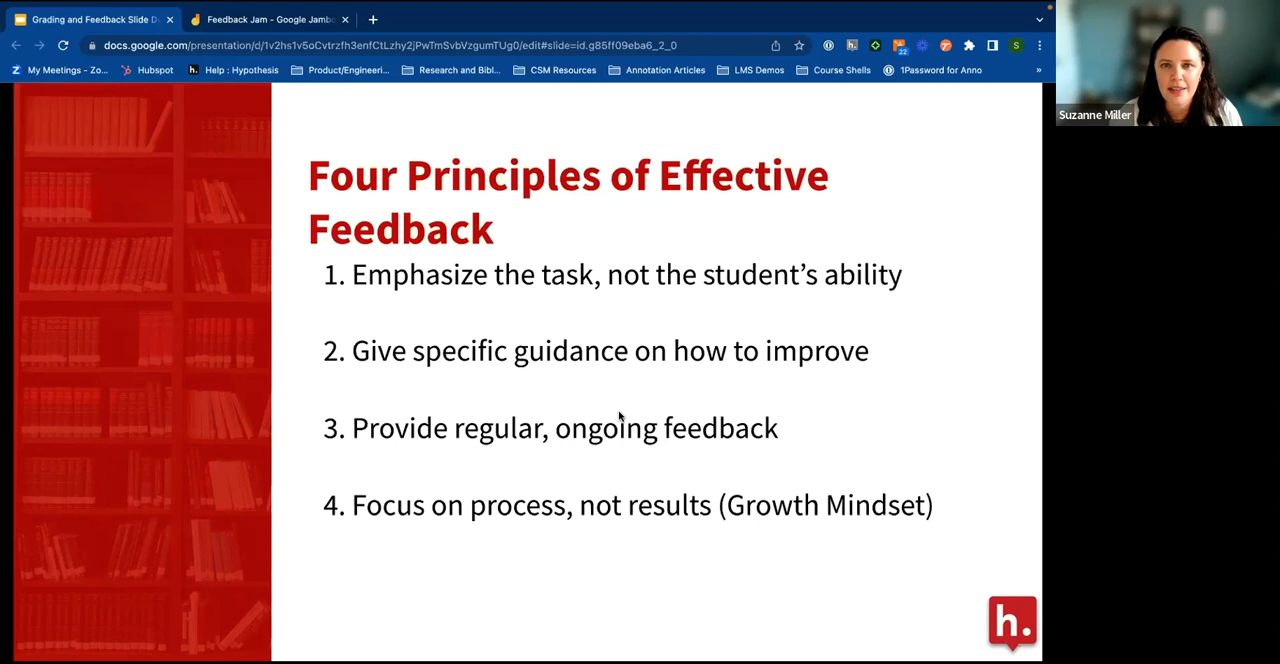 Grading and Feedback Slide D
Feedback Jam - Google Jambo
docs.google.com/presentation/d/1v2hs1v5oCvtrzfh3enfCtLzhy2jPwTmSvbVzgumTUg0/edit#slide=id.g85ff09eba6_2_0
22
S
My Meetings - Zo...
Hubspot
h.
Help : Hypothesis
Product/Engineeri...
Research and Bibl...
CSM Resources
Annotation Articles
LMS Demos
Course Shells
1Password for Anno
»
Suzanne Miller
Four Principles of Effective
Feedback
1. Emphasize the task, not the student’s ability
2. Give specific guidance on how to improve
3. Provide regular, ongoing feedback
4. Focus on process, not results (Growth Mindset)
h.